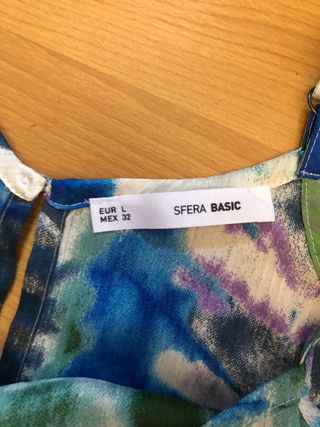 EUR L
MEX 32
SFERA BASIC